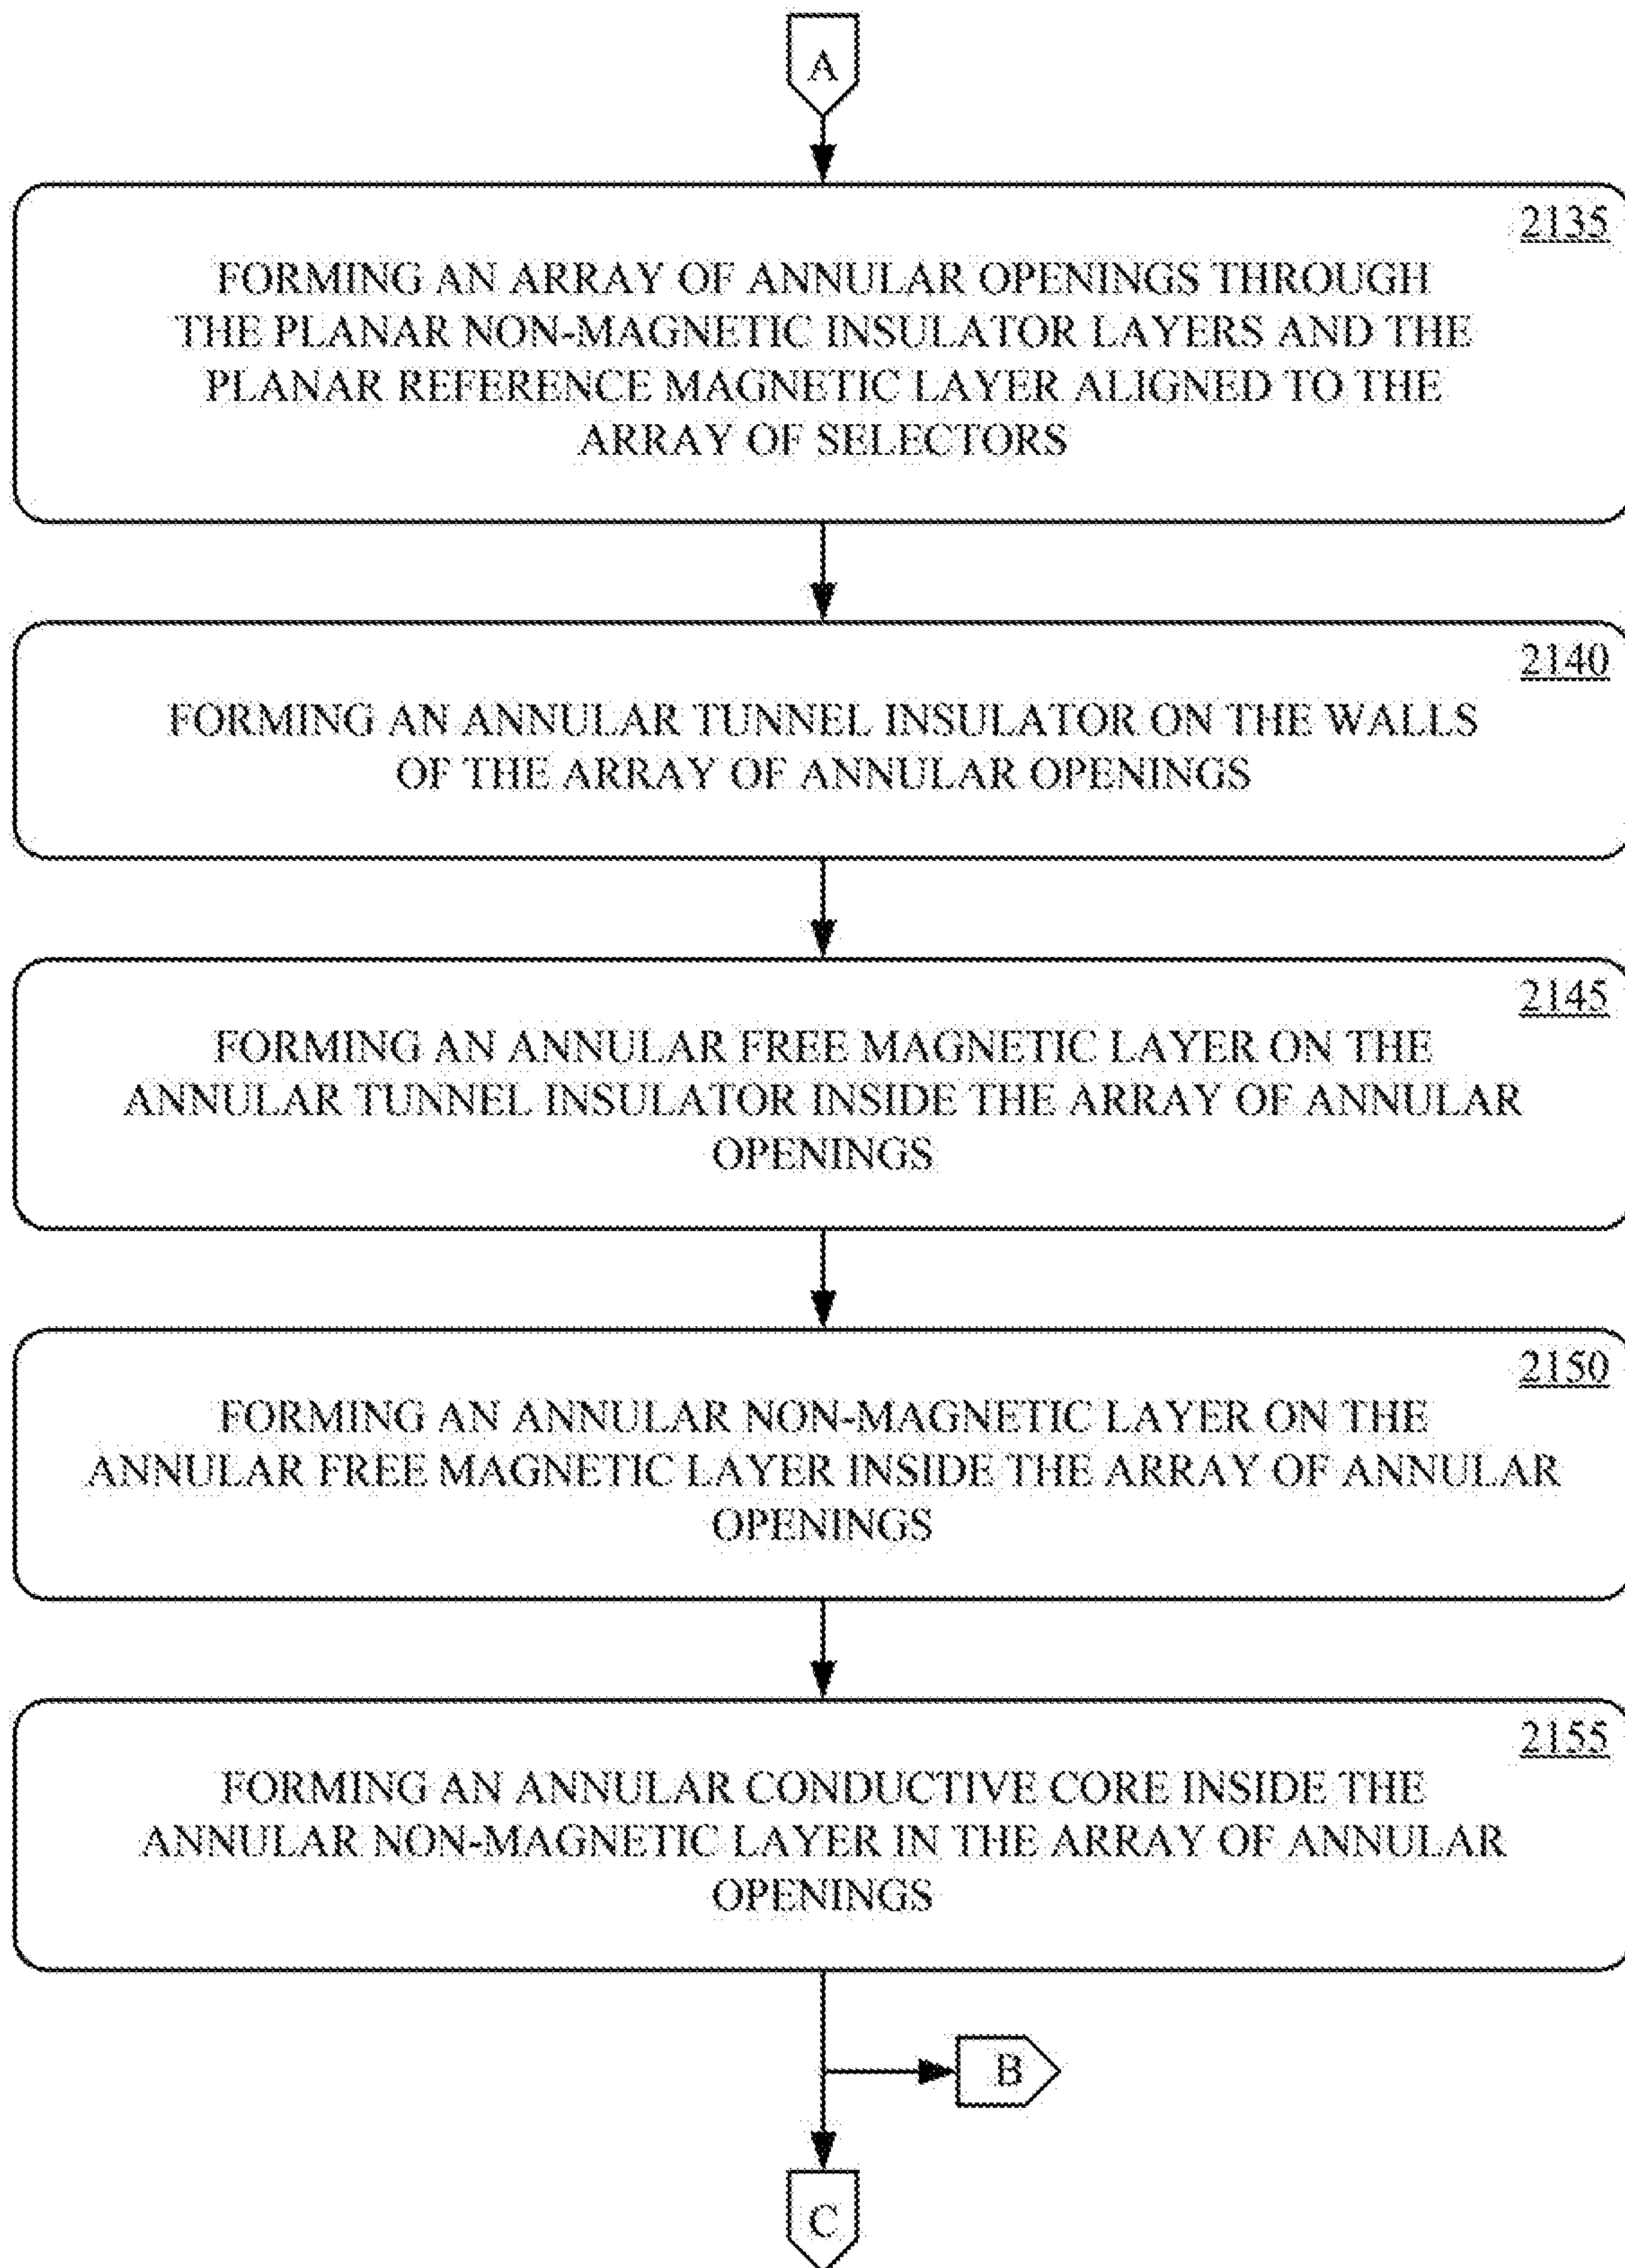 A
2135
FORMING AN ARRAY OF ANNULAR OPENINGS THROUGH
THE PLANAR NON-MAGNETIC INSULATOR LAYERS AND THE
PLANAR REFERENCE MAGNETIC LAYER ALIGNED TO THE
ARRAY OF SELECTORS
2140
FORMING AN ANNULAR TUNNEL INSULATOR ON THE WALLS
OF THE ARRAY OF ANNULAR OPENINGS
2145
FORMING AN ANNULAR FREE MAGNETIC LAYER ON THE
ANNULAR TUNNEL INSULATOR INSIDE THE ARRAY OF ANNULAR
OPENINGS
2150
FORMING AN ANNULAR NON-MAGNETIC LAYER ON THE
ANNULAR FREE MAGNETIC LAYER INSIDE THE ARRAY OF ANNULAR
OPENINGS
2155
FORMING AN ANNULAR CONDUCTIVE CORE INSIDE THE
ANNULAR NON-MAGNETIC LAYER IN THE ARRAY OF ANNULAR
OPENINGS
B
C